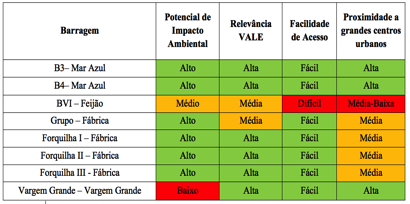 Barragem
Potencial de Impacto Ambiental
Relevância VALE
Facilidade de Acesso
Proximidade a grandes centros urbanos
B3– Mar Azul Alto Alta Fácil Alta
B4– Mar Azul Alto Alta Fácil Alta
BVI – Feijão Médio Média Difícil Média-Baixa
Grupo – Fábrica Alto Média Fácil Média
Forquilha I – Fábrica Alto Alta Fácil Média
Forquilha II – Fábrica Alto Alta Fácil Média
Forquilha III - Fábrica Alto Alta Fácil Média
Vargem Grande – Vargem Grande Baixo Alta Fácil Alta